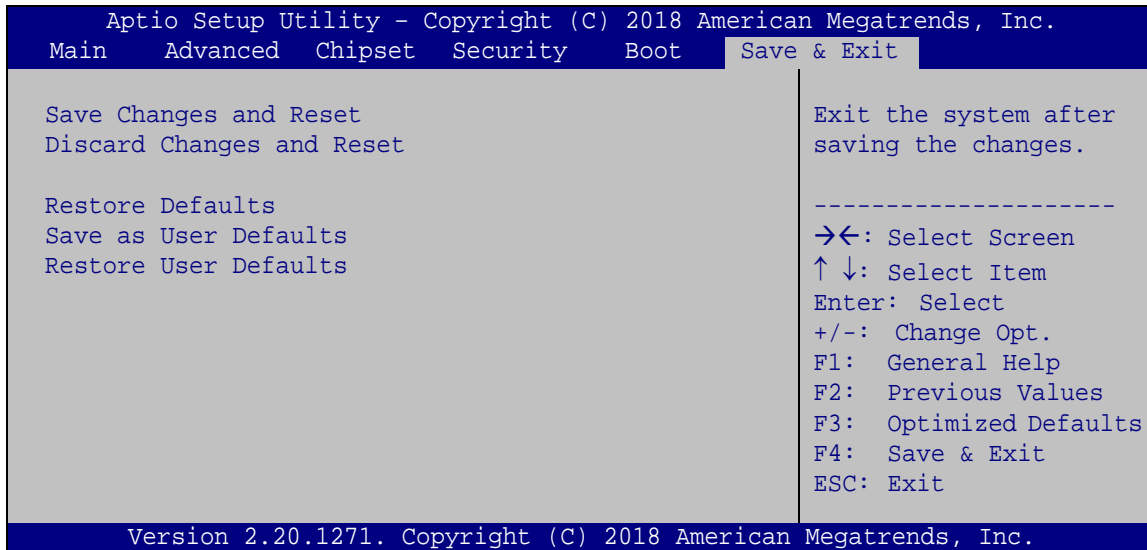 Aptio Setup Utility – Copyright (C) 2018 American Megatrends, Inc.
Main Advanced Chipset Security Boot Save & Exit
Save Changes and Reset
Discard Changes and Reset
Restore Defaults
Save as User Defaults
Restore User Defaults
Exit the system after
saving the changes.
---------------------
→←: Select Screen
↑ ↓: Select Item
Enter: Select
+/-: Change Opt.
F1: General Help
F2: Previous Values
F3: Optimized Defaults
F4: Save & Exit
ESC: Exit
Version 2.20.1271. Copyright (C) 2018 American Megatrends, Inc.